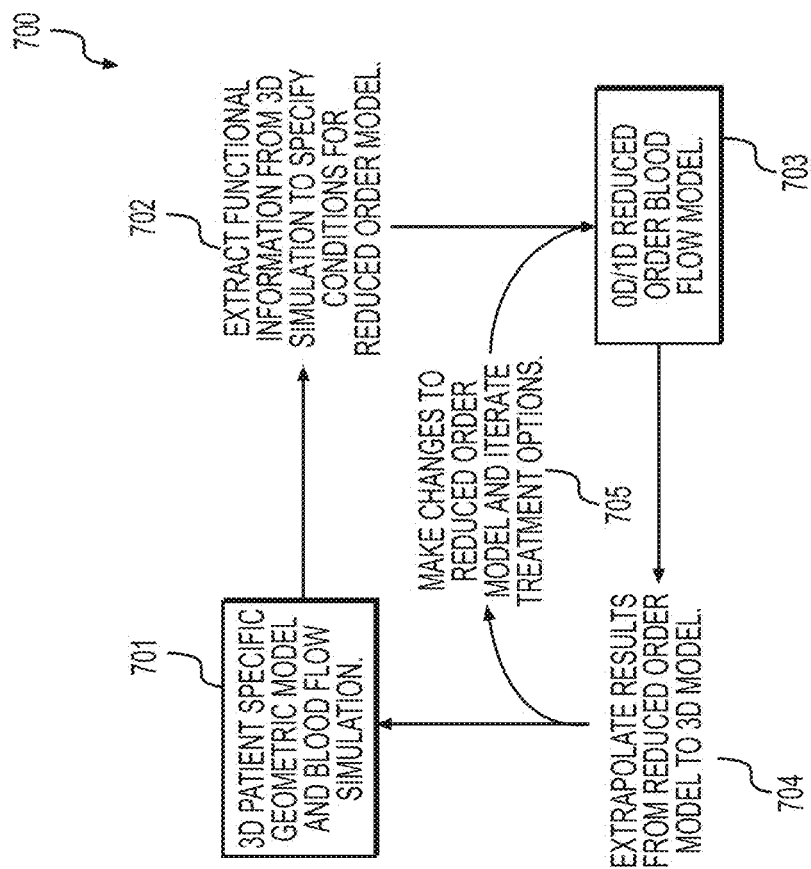 700
701
3D PATIENT SPECIFIC
GEOMETRIC MODEL
AND BLOOD FLOW
SIMULATION.
702
EXTRACT FUNCTIONAL
INFORMATION FROM 3D
SIMULATION TO SPECIFY
CONDITIONS FOR
REDUCED ORDER MODEL.
MAKE CHANGES TO
REDUCED ORDER
MODEL AND ITERATE
TREATMENT OPTIONS.
705
EXTRAPOLATE RESULTS
FROM REDUCED ORDER
MODEL TO 3D MODEL.
704
0D/1D REDUCED
ORDER BLOOD
FLOW MODEL.
703